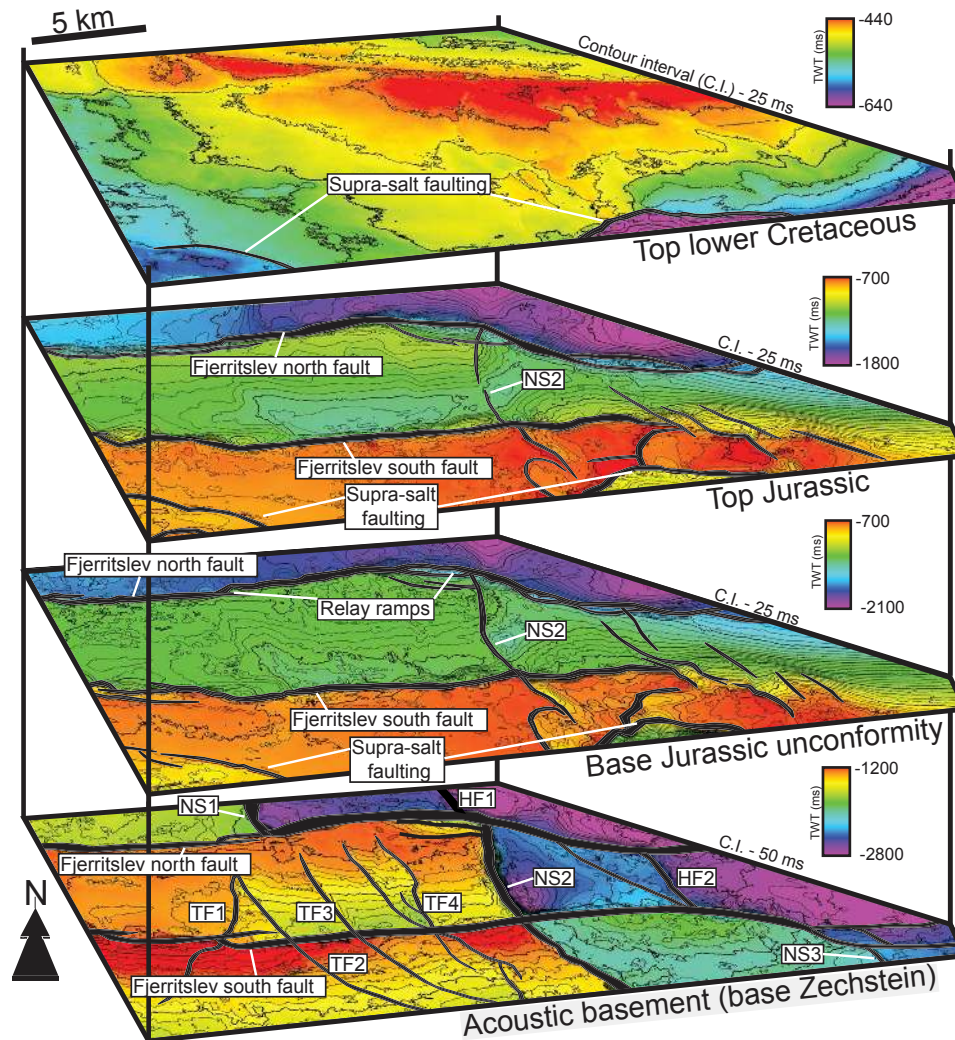 5 km
-440
TWT (ms)
-640
Contour interval (C.I.) - 25 ms
Supra-salt faulting
Top lower Cretaceous
-700
TWT (ms)
-1800
C.I. - 25 ms
Fjerritslev north fault
NS2
Fjerritslev south fault
Supra-salt
faulting
Top Jurassic
-700
TWT (ms)
-2100
C.I. - 25 ms
Fjerritslev north fault
Relay ramps
NS2
Fjerritslev south fault
Supra-salt
faulting
Base Jurassic unconformity
-1200
TWT (ms)
-2800
C.I. - 50 ms
NS1
HF1
Fjerritslev north fault
NS2
HF2
TF1
TF3
TF4
TF2
NS3
N
Fjerritslev south fault
Acoustic basement (base Zechstein)